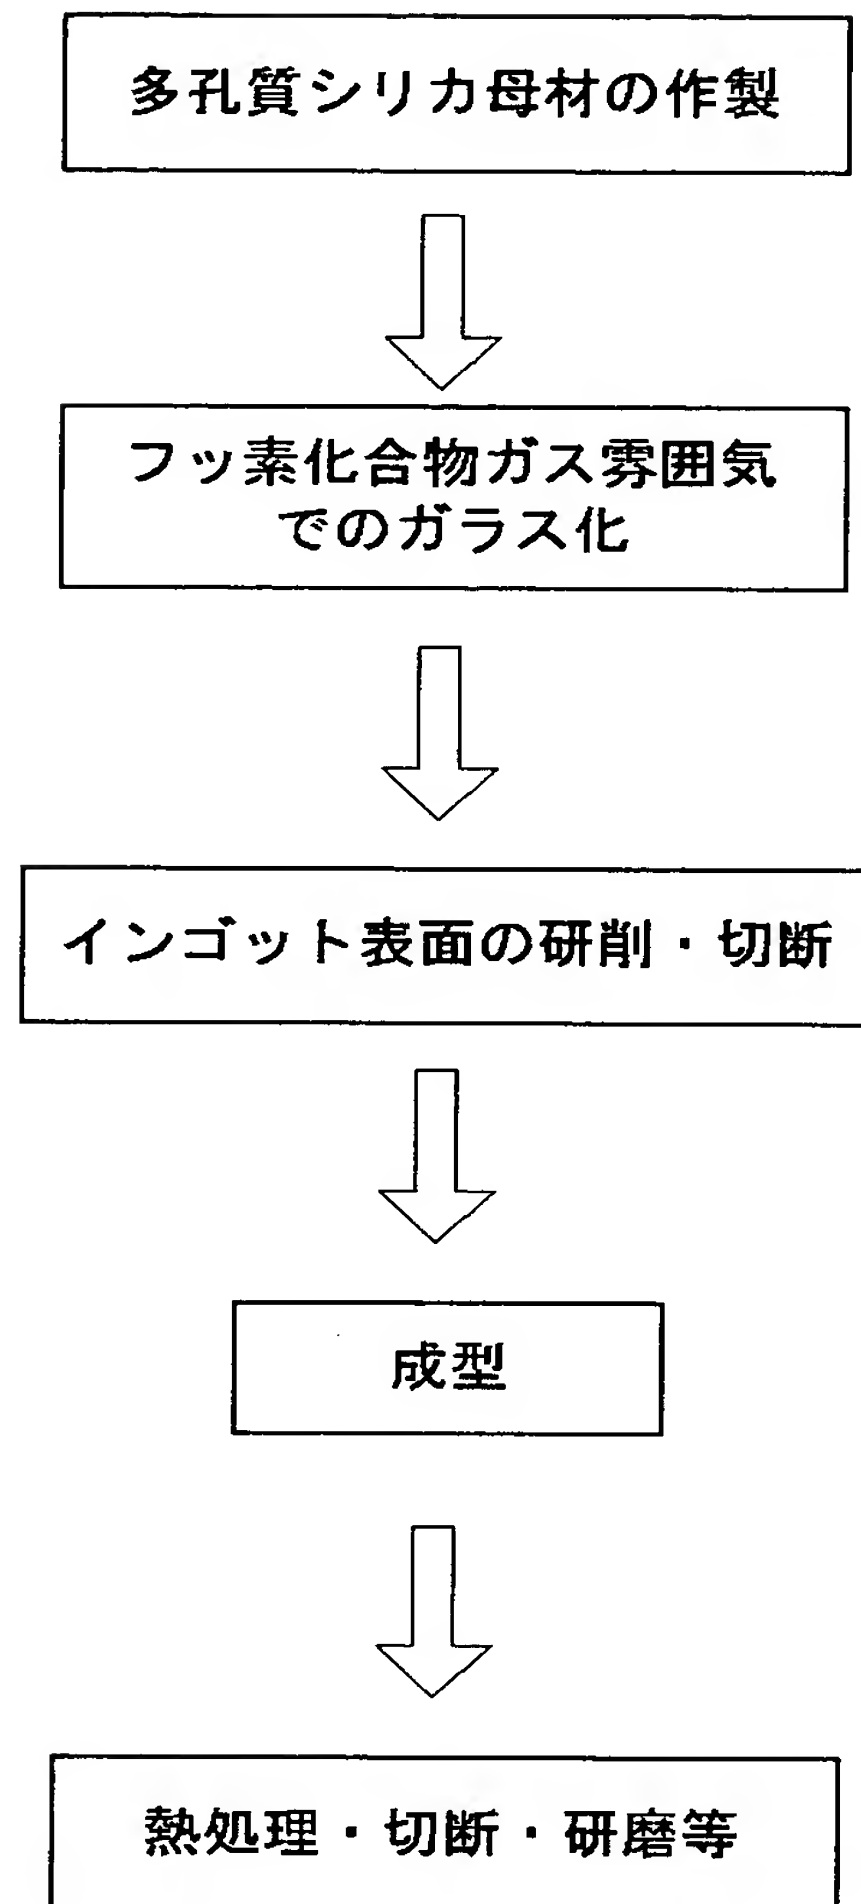 多孔質シリカ母材の作製
フッ素化合物ガス雰囲気
でのガラス化
インゴット表面の研削・切断
成型
熱処理・切断・研磨等